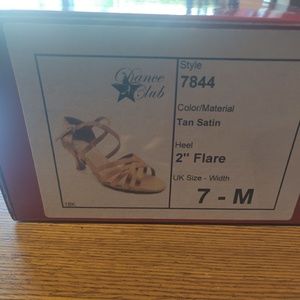 Dance
Club
Style
7844
Color/Material
Tan Satin
Heel
2" Flare
UK Size - Width
7 - M